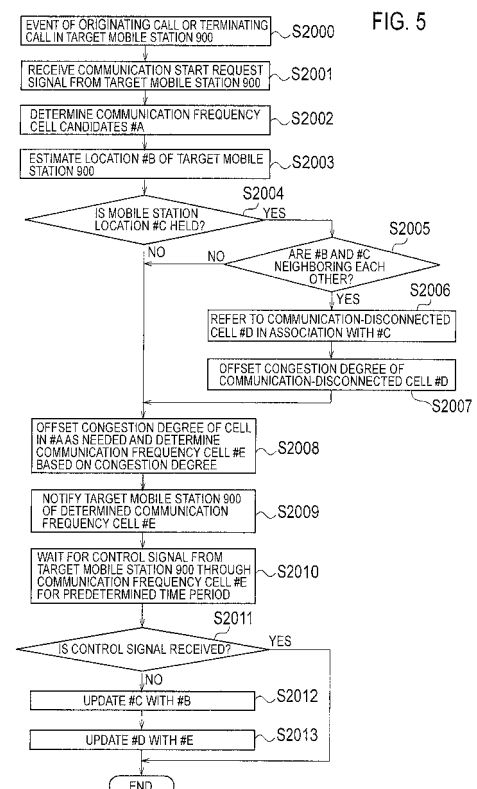 FIG. 5
EVENT OF ORIGINATING CALL OR TERMINATING
CALL IN TARGET MOBILE STATION 900
S2000
RECEIVE COMMUNICATION START REQUEST
SIGNAL FROM TARGET MOBILE STATION 900
S2001
DETERMINE COMMUNICATION FREQUENCY
CELL CANDIDATES #A
S2002
ESTIMATE LOCATION #B OF TARGET MOBILE
STATION 900
S2003
S2004
IS MOBILE STATION
LOCATION #C HELD?
YES
NO
S2005
ARE #B AND #C
NEIGHBORING EACH
OTHER?
NO
YES
S2006
REFER TO COMMUNICATION-DISCONNECTED
CELL #D IN ASSOCIATION WITH #C
OFFSET CONGESTION DEGREE OF
COMMUNICATION-DISCONNECTED CELL #D
S2007
OFFSET CONGESTION DEGREE OF CELL
IN #A AS NEEDED AND DETERMINE
COMMUNICATION FREQUENCY CELL #E
BASED ON CONGESTION DEGREE
S2008
NOTIFY TARGET MOBILE STATION 900
OF DETERMINED COMMUNICATION
FREQUENCY CELL #E
S2009
WAIT FOR CONTROL SIGNAL FROM
TARGET MOBILE STATION 900 THROUGH
COMMUNICATION FREQUENCY CELL #E
FOR PREDETERMINED TIME PERIOD
S2010
S2011
IS CONTROL SIGNAL RECEIVED?
YES
NO
UPDATE #C WITH #B
S2012
UPDATE #D WITH #E
S2013
END